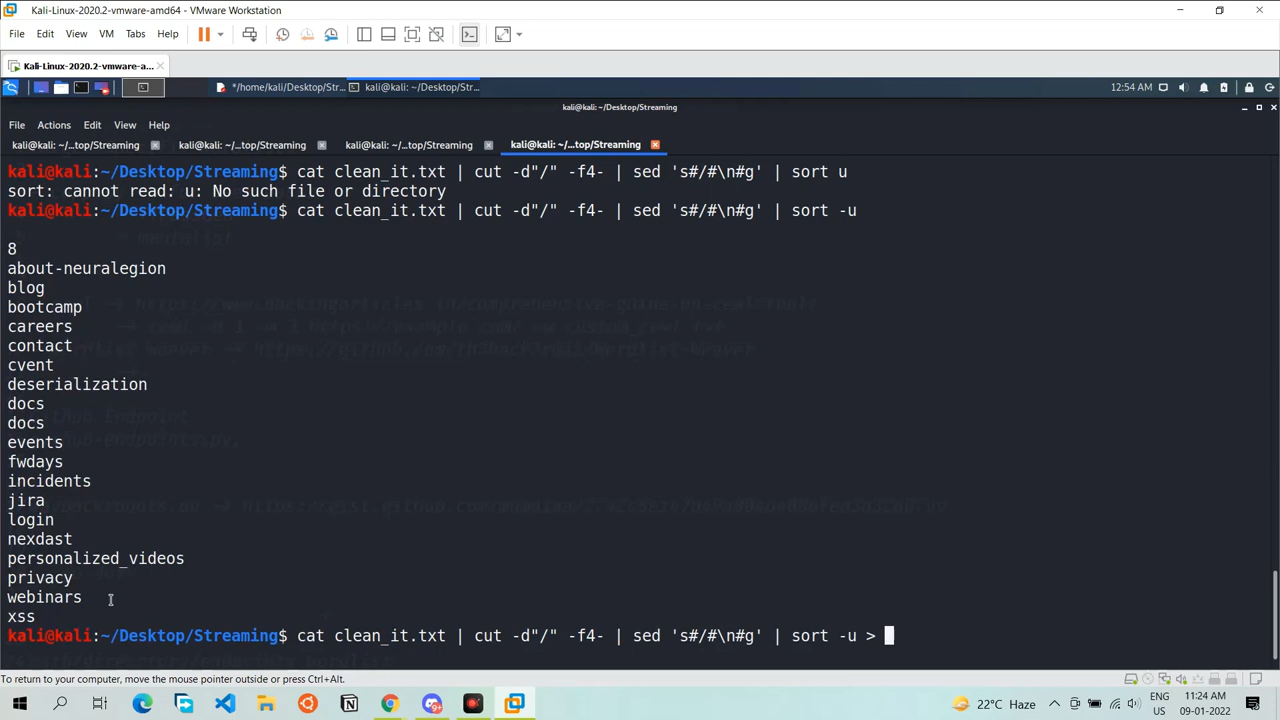 Kali-Linux-2020.2-vmware-amd64 - VMware Workstation
File Edit View VM Tabs Help
Kali-Linux-2020.2-vmware-a...
*/home/kali/Desktop/Str... kali@kali: ~/Desktop/Str... 12:54 AM
kali@kali: ~/Desktop/Streaming
File Actions Edit View Help
kali@kali: ~/...top/Streaming kali@kali: ~/...top/Streaming kali@kali: ~/...top/Streaming kali@kali: ~/...top/Streaming
kali@kali:~/Desktop/Streaming$ cat clean_it.txt | cut -d"/" -f4- | sed 's#/#\n#g' | sort u
sort: cannot read: u: No such file or directory
kali@kali:~/Desktop/Streaming$ cat clean_it.txt | cut -d"/" -f4- | sed 's#/#\n#g' | sort -u
8
about-neuralegion
blog
bootcamp
careers
contact
cvent
deserialization
docs
docs
events
fwdays
incidents
jira
login
nexdast
personalized_videos
privacy
webinars
xss
kali@kali:~/Desktop/Streaming$ cat clean_it.txt | cut -d"/" -f4- | sed 's#/#\n#g' | sort -u >
To return to your computer, move the mouse pointer outside or press Ctrl+Alt.
22°C Haze
ENG
US
11:24 AM
09-01-2022